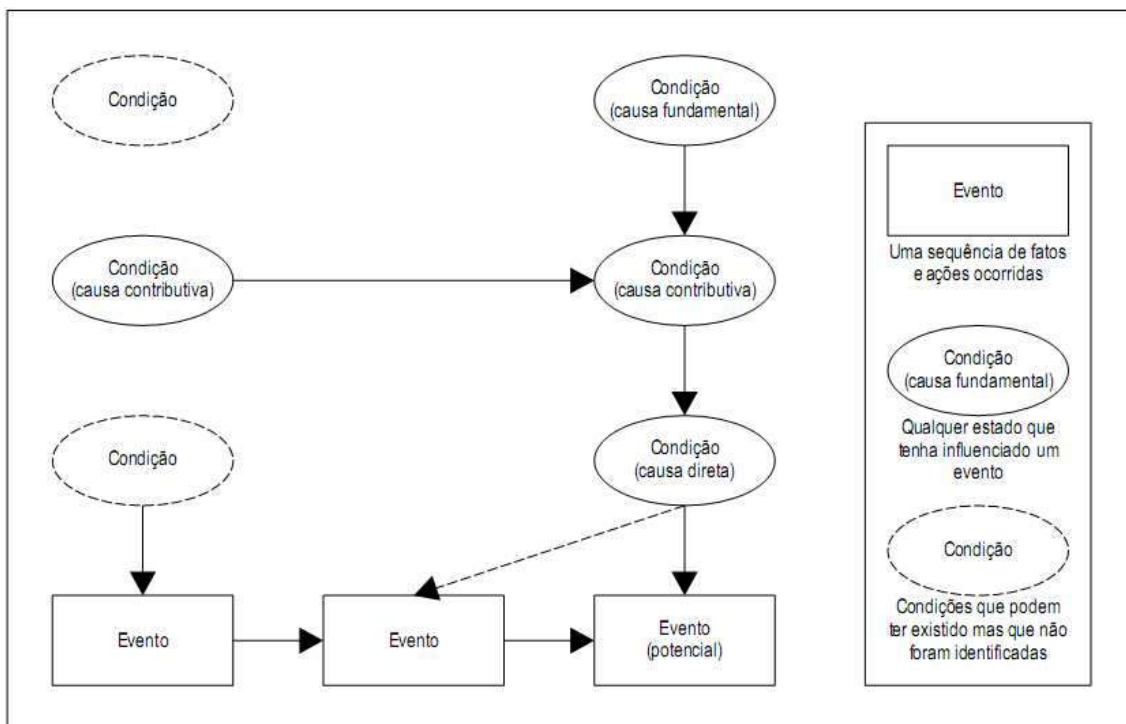 Condição
Condição
(causa fundamental)
Condição
(causa contributiva)
Condição
(causa contributiva)
Condição
Condição
(causa direta)
Evento
Evento
Evento
(potencial)
Evento
Uma sequência de fatos
e ações ocorridas
Condição
(causa fundamental)
Qualquer estado que
tenha influenciado um
evento
Condição
Condições que podem
ter existido mas que não
foram identificadas